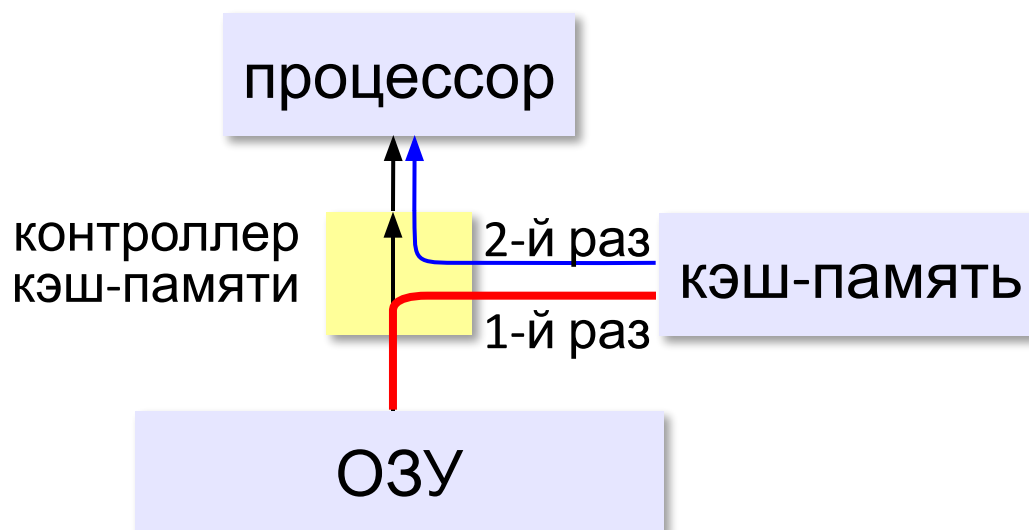 процессор
контроллер
кэш-памяти
2-й раз
кэш-память
1-й раз
ОЗУ